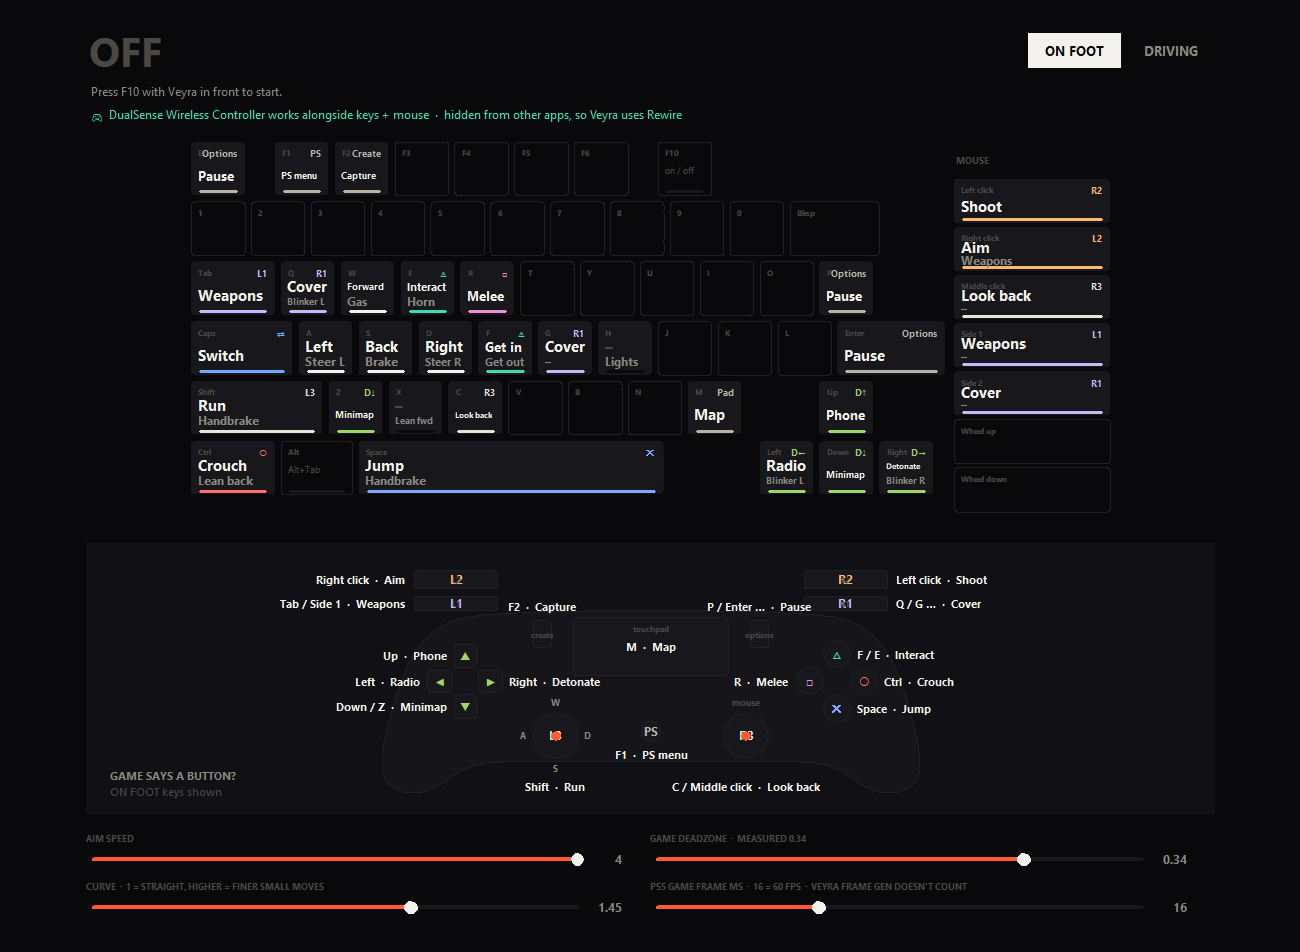 OFF
ON FOOT
DRIVING
Press F10 with Veyra in front to start.
DualSense Wireless Controller works alongside keys + mouse · hidden from other apps, so Veyra uses Rewire
Options
Pause
F1 PS
PS menu
F2 Create
Capture
F3
F4
F5
F6
F10
on / off
MOUSE
1
2
3
4
5
6
7
8
9
0
Bksp
Left click R2
Shoot
Right click L2
Aim
Weapons
Middle click R3
Look back
–
Side 1 L1
Weapons
–
Side 2 R1
Cover
–
Wheel up
Wheel down
Tab L1
Weapons
Q R1
Cover
Blinker L
W
Forward
Gas
E △
Interact
Horn
R □
Melee
T
Y
U
I
O
Options
Pause
Caps ⇄
Switch
A
Left
Steer L
S
Back
Brake
D
Right
Steer R
F △
Get in
Get out
G R1
Cover
–
H
–
Lights
J
K
L
Enter Options
Pause
Shift L3
Run
Handbrake
Z D↓
Minimap
X
–
Lean fwd
C R3
Look back
V
B
N
M Pad
Map
Up D↑
Phone
Ctrl ○
Crouch
Lean back
Alt
Alt+Tab
Space ✕
Jump
Handbrake
Left D←
Radio
Blinker L
Down D↓
Minimap
Right D→
Detonate
Blinker R
Right click · Aim L2
R2 Left click · Shoot
Tab / Side 1 · Weapons L1
F2 · Capture
P / Enter ... · Pause
R1 Q / G ... · Cover
create
touchpad
options
M · Map
Up · Phone ▲
△ F / E · Interact
Left · Radio ◀
▶ Right · Detonate
R · Melee □
○ Ctrl · Crouch
Down / Z · Minimap ▼
✕ Space · Jump
W
mouse
A
D
PS
S
F1 · PS menu
Shift · Run
C / Middle click · Look back
GAME SAYS A BUTTON?
ON FOOT keys shown
AIM SPEED
4
GAME DEADZONE · MEASURED 0.34
0.34
CURVE · 1 = STRAIGHT, HIGHER = FINER SMALL MOVES
1.45
PS5 GAME FRAME MS · 16 = 60 FPS · VEYRA FRAME GEN DOESN'T COUNT
16